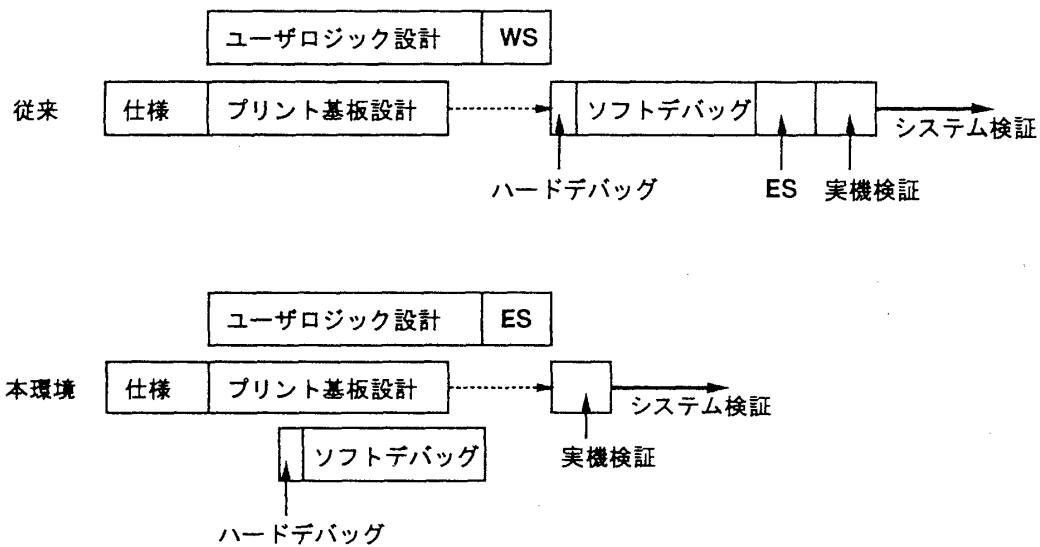 ユーザロジック設計 WS
従来 仕様 プリント基板設計 ソフトデバッグ
システム検証
ハードデバッグ ES 実機検証
ユーザロジック設計 ES
本環境 仕様 プリント基板設計
システム検証
ソフトデバッグ 実機検証
ハードデバッグ